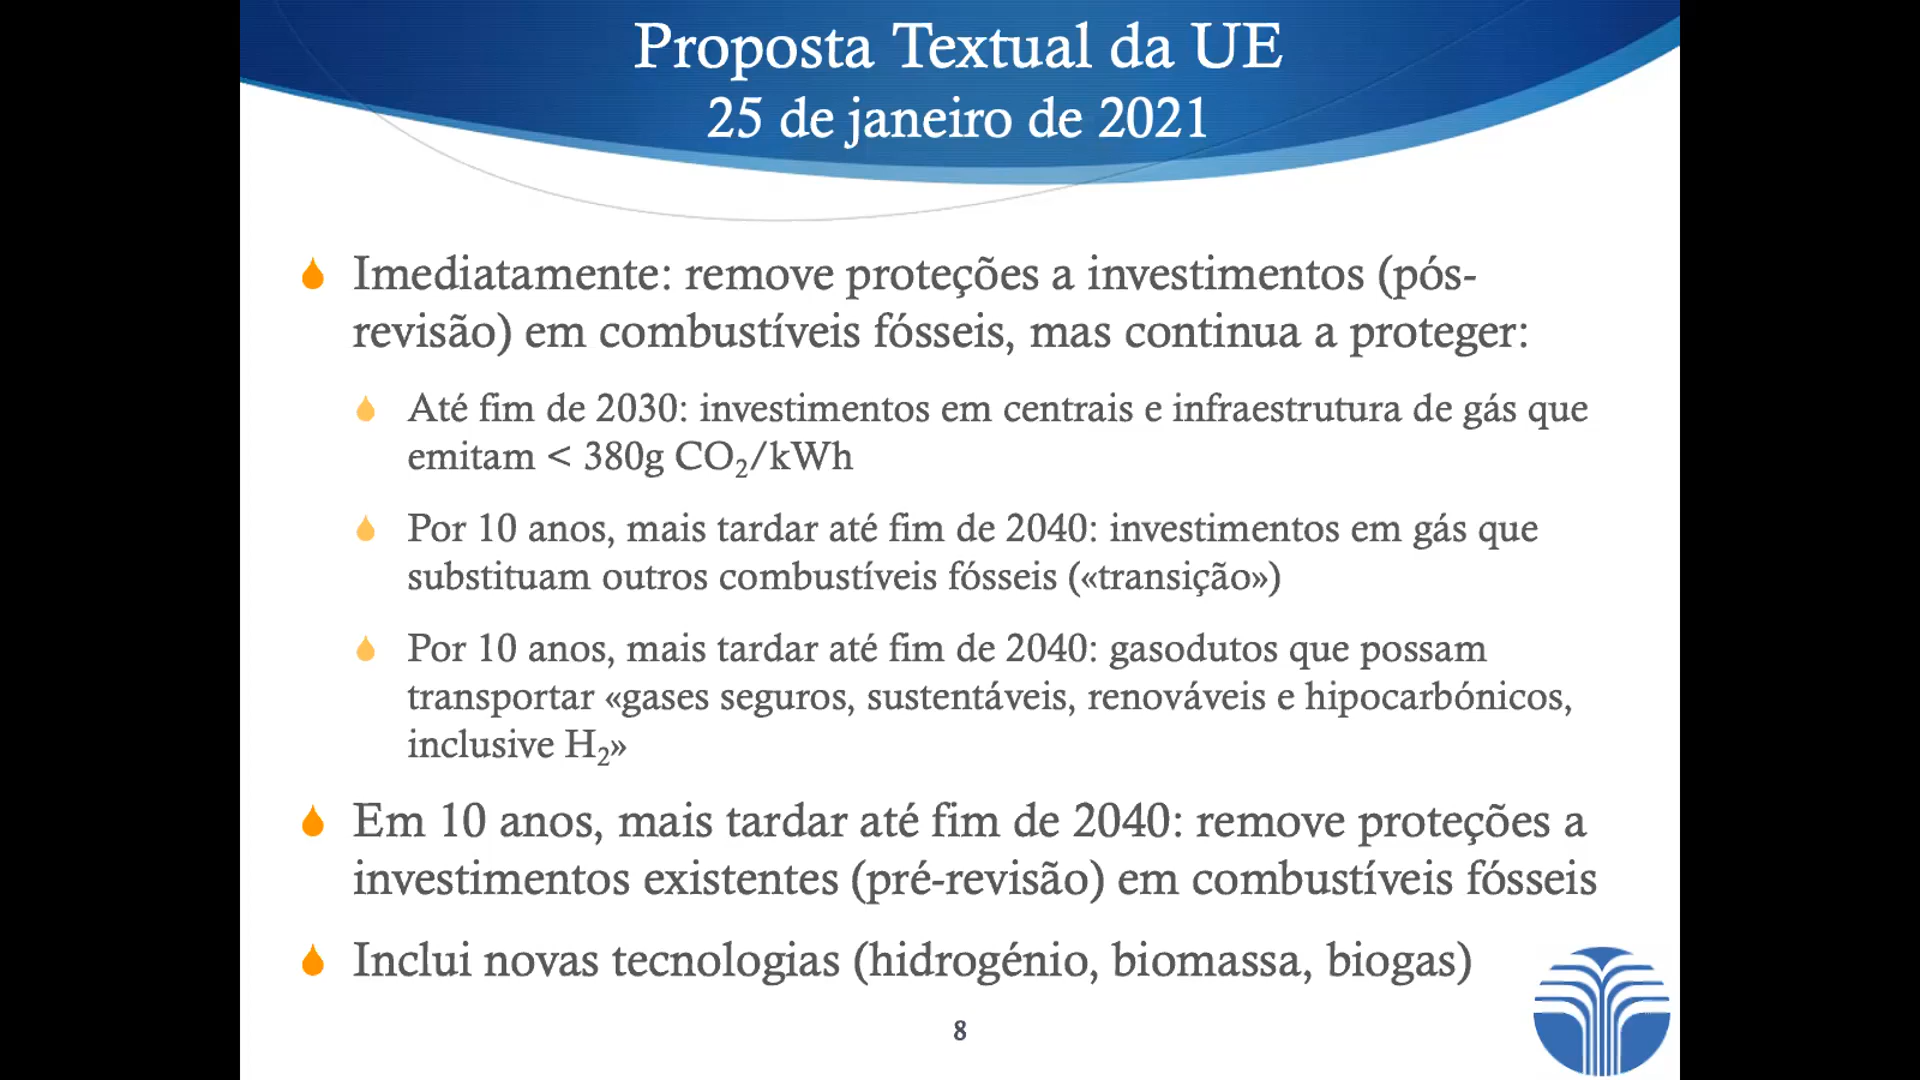 Proposta Textual da UE
25 de janeiro de 2021
Imediatamente: remove proteções a investimentos (pós-
revisão) em combustíveis fósseis, mas continua a proteger:
Até fim de 2030: investimentos em centrais e infraestrutura de gás que
emitam < 380g CO₂/kWh
Por 10 anos, mais tardar até fim de 2040: investimentos em gás que
substituam outros combustíveis fósseis («transição»)
Por 10 anos, mais tardar até fim de 2040: gasodutos que possam
transportar «gases seguros, sustentáveis, renováveis e hipocarbónicos,
inclusive H₂»
Em 10 anos, mais tardar até fim de 2040: remove proteções a
investimentos existentes (pré-revisão) em combustíveis fósseis
Inclui novas tecnologias (hidrogénio, biomassa, biogas)
8